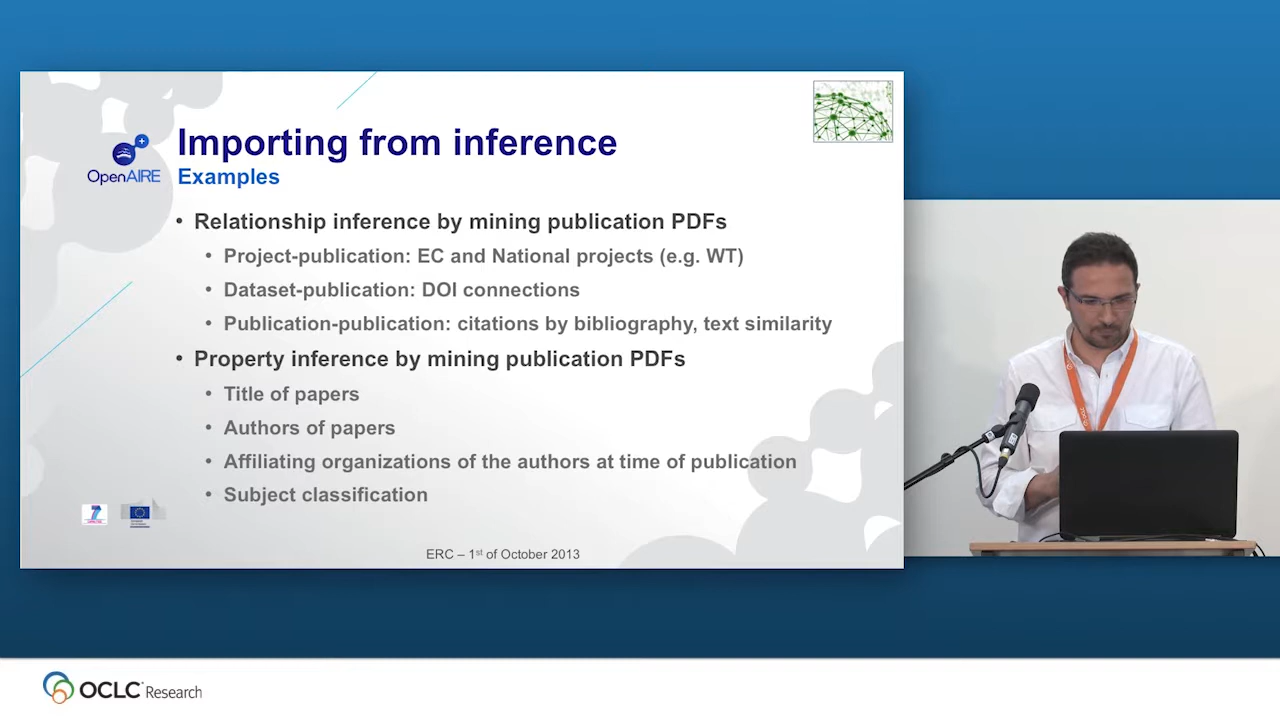 Importing from inference
OpenAIRE
Examples
• Relationship inference by mining publication PDFs
• Project-publication: EC and National projects (e.g. WT)
• Dataset-publication: DOI connections
• Publication-publication: citations by bibliography, text similarity
• Property inference by mining publication PDFs
• Title of papers
• Authors of papers
• Affiliating organizations of the authors at time of publication
• Subject classification
ERC – 1st of October 2013
OCLC Research